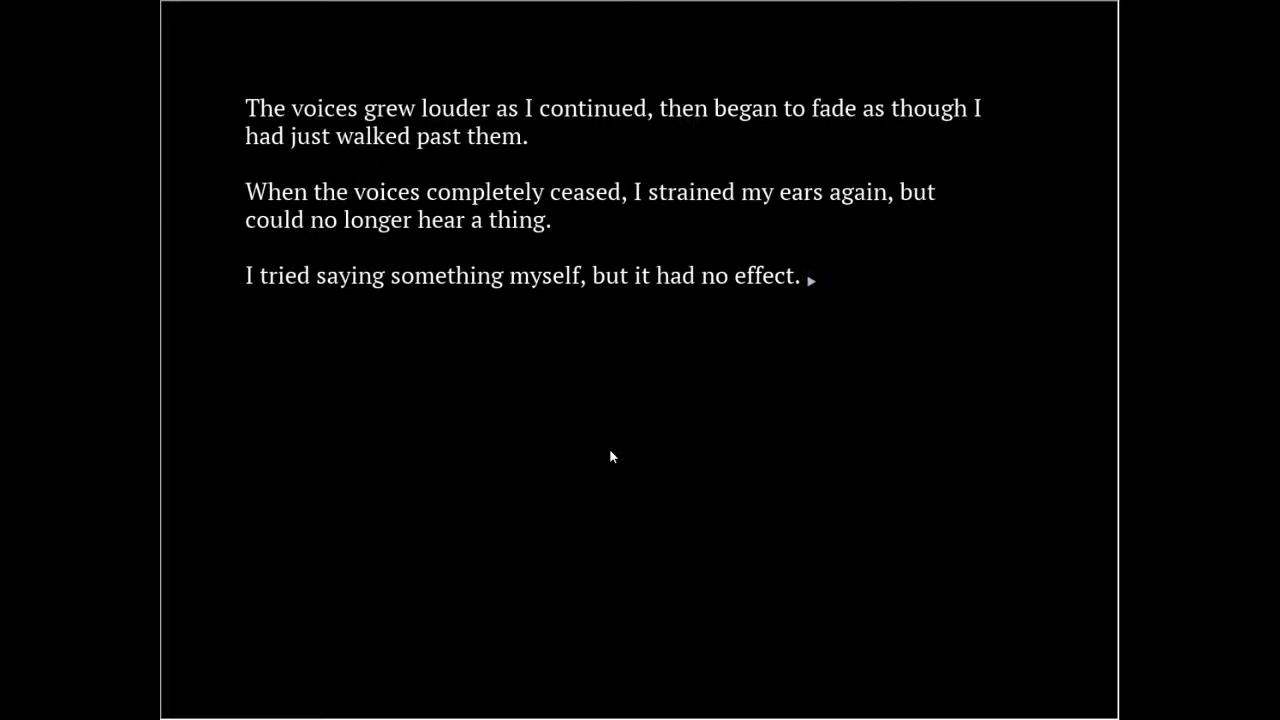 The voices grew louder as I continued, then began to fade as though I
had just walked past them.
When the voices completely ceased, I strained my ears again, but
could no longer hear a thing.
I tried saying something myself, but it had no effect.